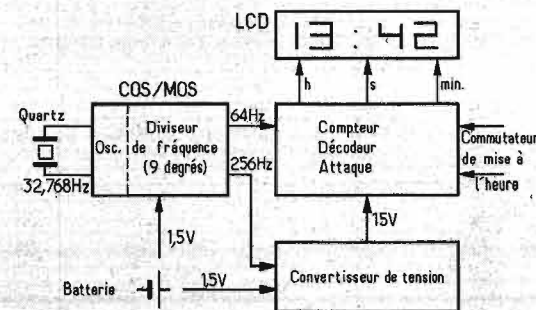 LCD
13:42
h
s
min.
COS/MOS
Quartz
Osc.
Diviseur
de fréquence
(9 degrés)
64Hz
256Hz
Compteur
Décodaur
Attaque
Commutateur
de mise à
l'heure
32,768Hz
1,5V
15V
Batterie
1,5V
Convertisseur de tension